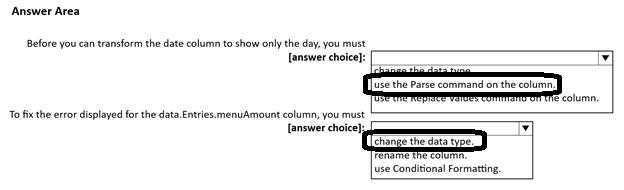 Answer Area
Before you can transform the date column to show only the day, you must
[answer choice]:
change the data type.
use the Parse command on the column.
use the Replace Values command on the column.
To fix the error displayed for the data.Entries.menuAmount column, you must
[answer choice]:
change the data type.
rename the column.
use Conditional Formatting.